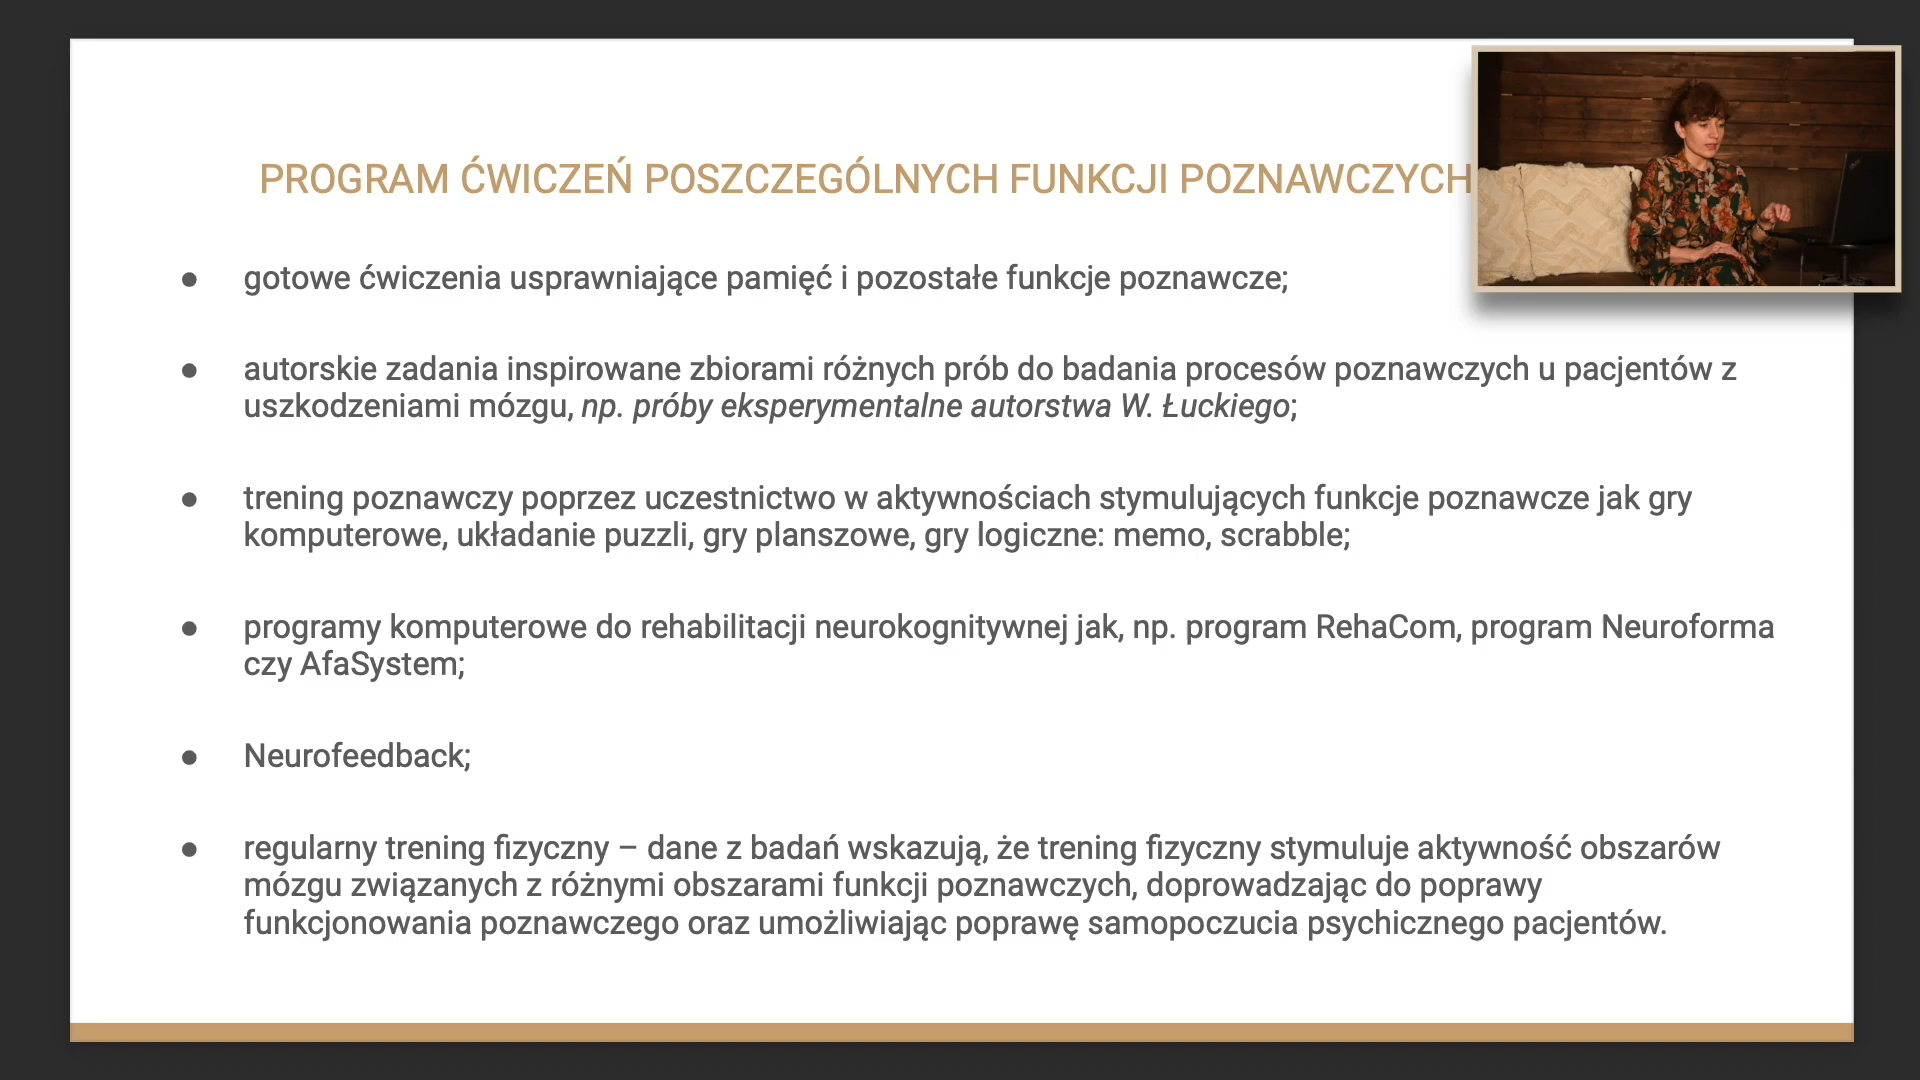 PROGRAM ĆWICZEŃ POSZCZEGÓLNYCH FUNKCJI POZNAWCZYCH
● gotowe ćwiczenia usprawniające pamięć i pozostałe funkcje poznawcze;
● autorskie zadania inspirowane zbiorami różnych prób do badania procesów poznawczych u pacjentów z
uszkodzeniami mózgu, np. próby eksperymentalne autorstwa W. Łuckiego;
● trening poznawczy poprzez uczestnictwo w aktywnościach stymulujących funkcje poznawcze jak gry
komputerowe, układanie puzzli, gry planszowe, gry logiczne: memo, scrabble;
● programy komputerowe do rehabilitacji neurokognitywnej jak, np. program RehaCom, program Neuroforma
czy AfaSystem;
● Neurofeedback;
● regularny trening fizyczny – dane z badań wskazują, że trening fizyczny stymuluje aktywność obszarów
mózgu związanych z różnymi obszarami funkcji poznawczych, doprowadzając do poprawy
funkcjonowania poznawczego oraz umożliwiając poprawę samopoczucia psychicznego pacjentów.